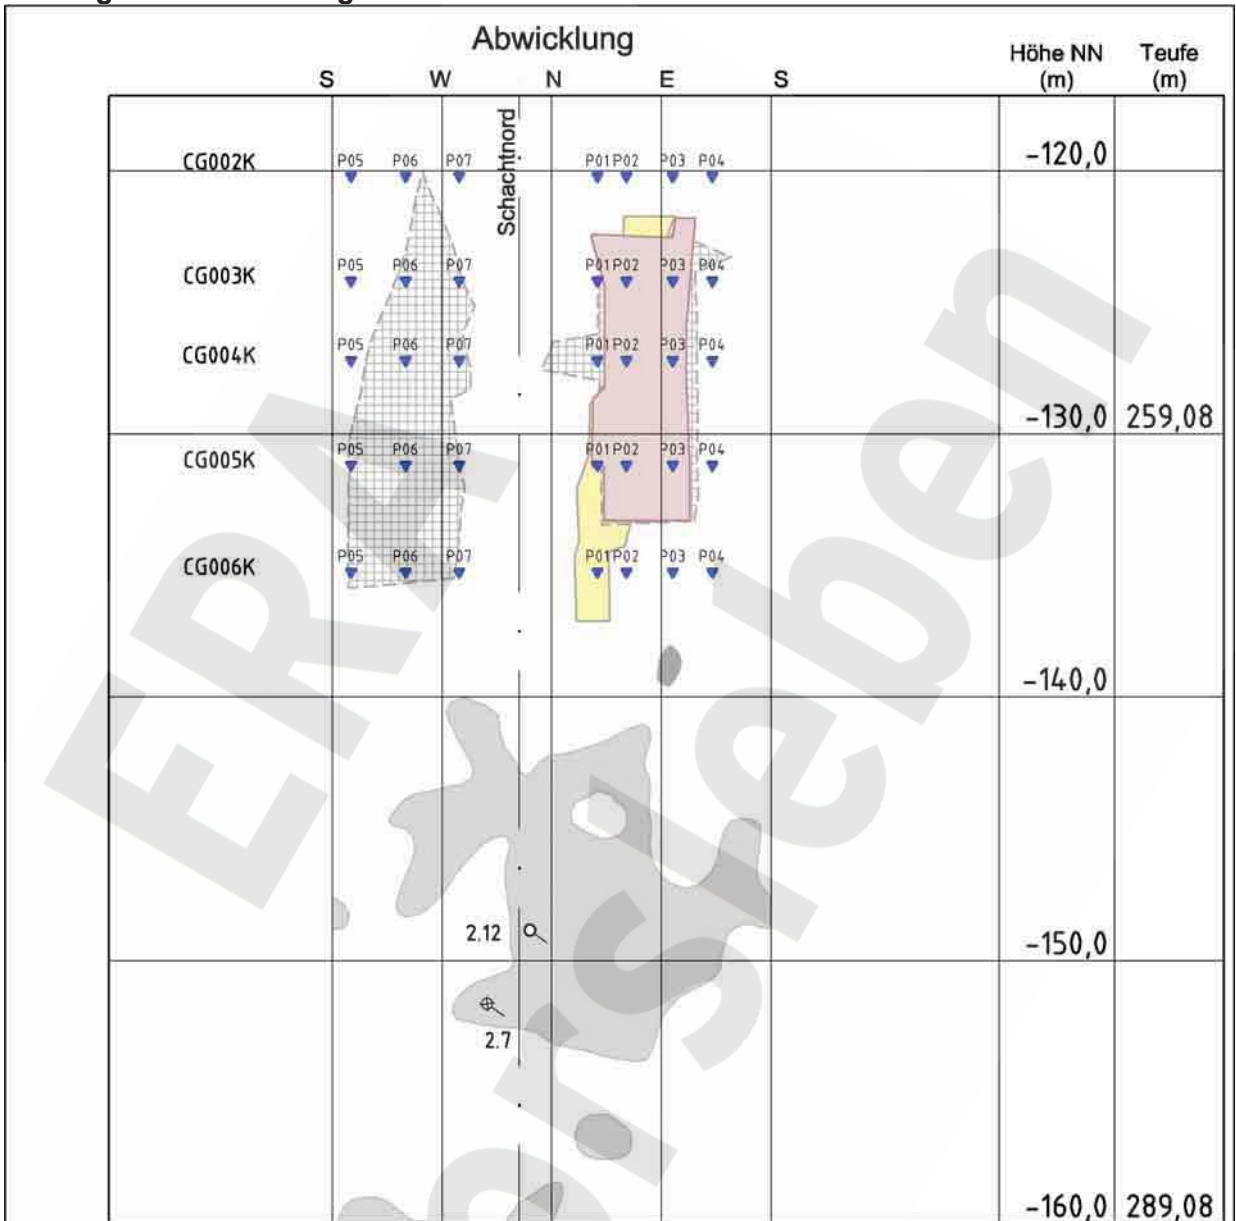 Abwicklung
Höhe NN Teufe
(m) (m)
S W N E S
Schachtnord
-120,0
CG002K P05 P06 P07 P01 P02 P03 P04
CG003K P05 P06 P07 P01 P02 P03 P04
CG004K P05 P06 P07 P01 P02 P03 P04
-130,0 259,08
CG005K P05 P06 P07 P01 P02 P03 P04
CG006K P05 P06 P07 P01 P02 P03 P04
-140,0
2.12
-150,0
2.7
-160,0 289,08
ERA